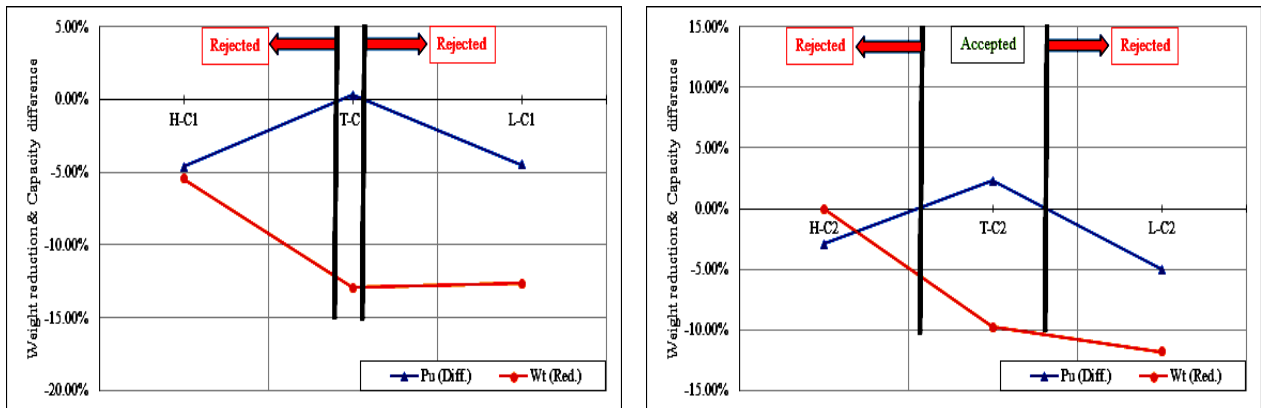 Weight reduction & Capacity difference
5.00%
0.00%
-5.00%
-10.00%
-15.00%
-20.00%
Rejected
Rejected
H-C1
T-C
L-C1
Pu (Diff.)
Wt (Red.)
Weight reduction & Capacity difference
15.00%
10.00%
5.00%
0.00%
-5.00%
-10.00%
-15.00%
Rejected
Accepted
Rejected
H-C2
T-C2
L-C2
Pu (Diff.)
Wt (Red.)